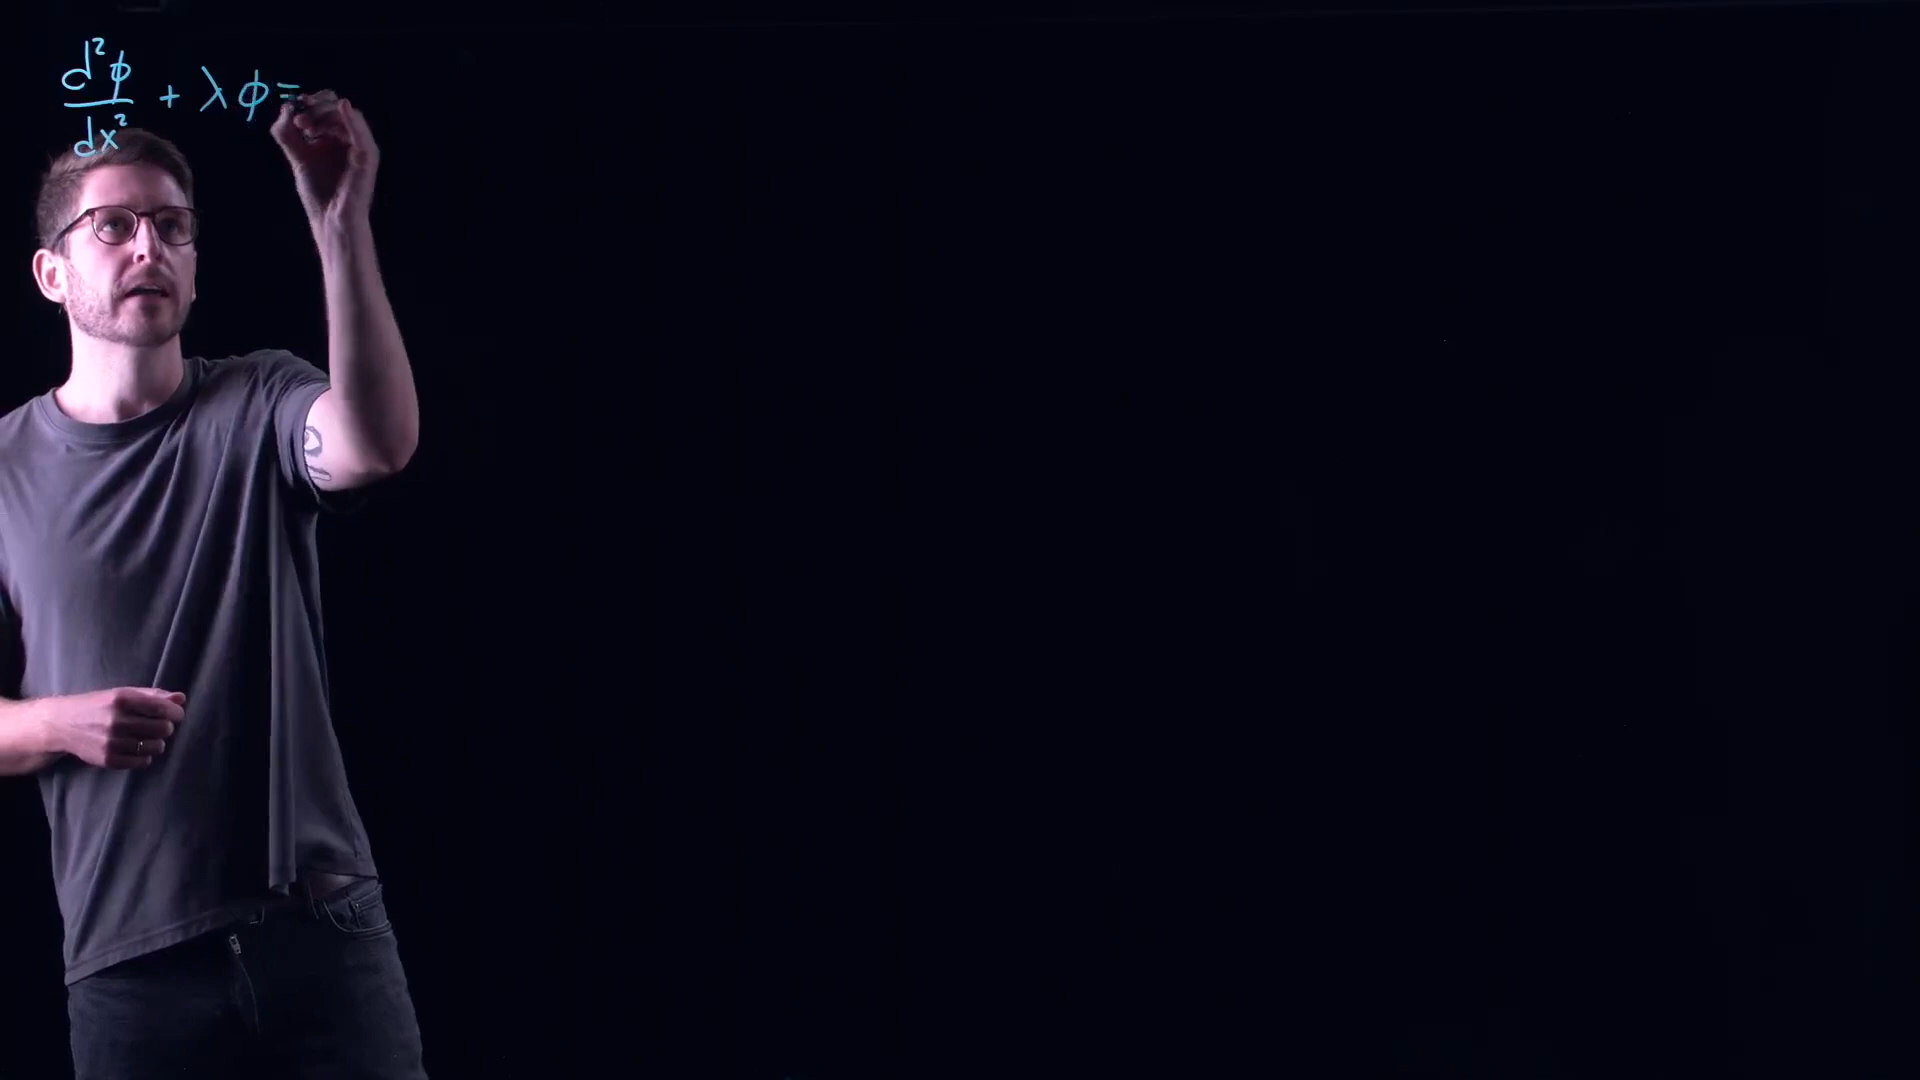 d²φ/dx² + λφ =